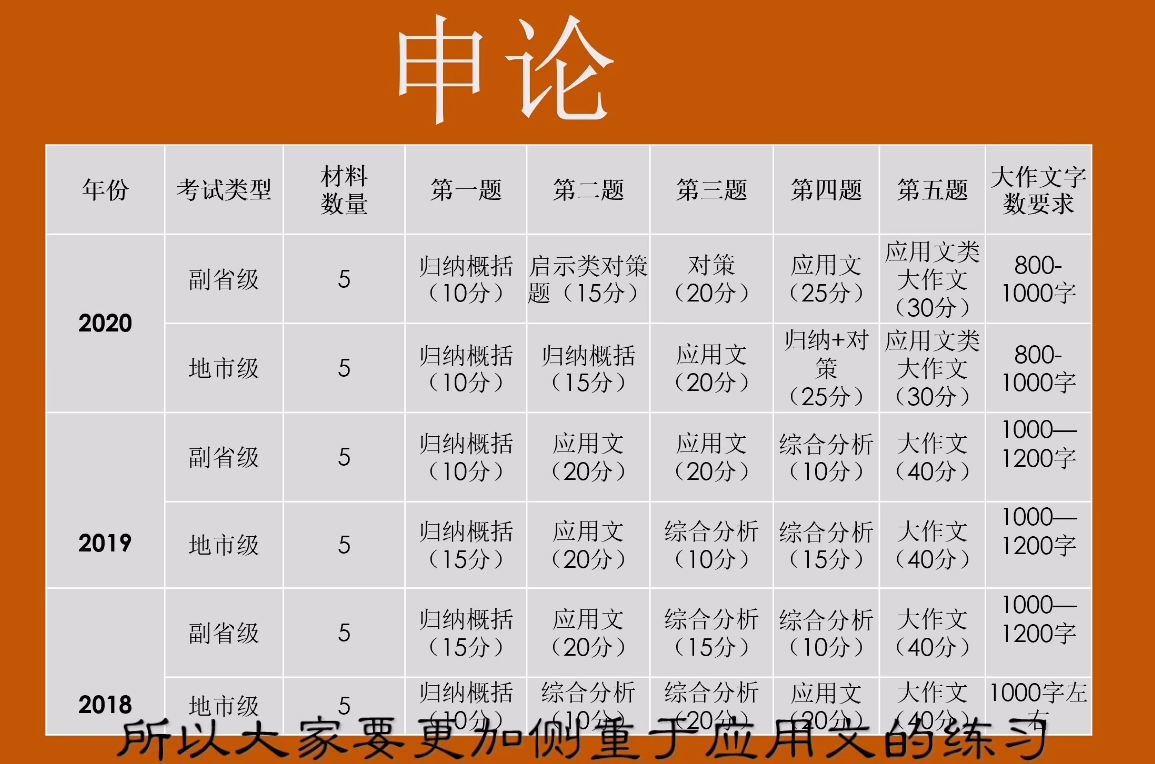 申论
年份 考试类型 材料数量 第一题 第二题 第三题 第四题 第五题 大作文字数要求
2020 副省级 5 归纳概括（10分） 启示类对策题（15分） 对策（20分） 应用文（25分） 应用文类大作文（30分） 800-1000字
地市级 5 归纳概括（10分） 归纳概括（15分） 应用文（20分） 归纳+对策（25分） 应用文类大作文（30分） 800-1000字
2019 副省级 5 归纳概括（10分） 应用文（20分） 应用文（20分） 综合分析（10分） 大作文（40分） 1000—1200字
地市级 5 归纳概括（15分） 应用文（20分） 综合分析（10分） 综合分析（15分） 大作文（40分） 1000—1200字
2018 副省级 5 归纳概括（15分） 应用文（20分） 综合分析（15分） 综合分析（10分） 大作文（40分） 1000—1200字
地市级 5 归纳概括（10分） 综合分析（10分） 综合分析（20分） 应用文（20分） 大作文（40分） 1000字左右
所以大家要更加侧重于应用文的练习